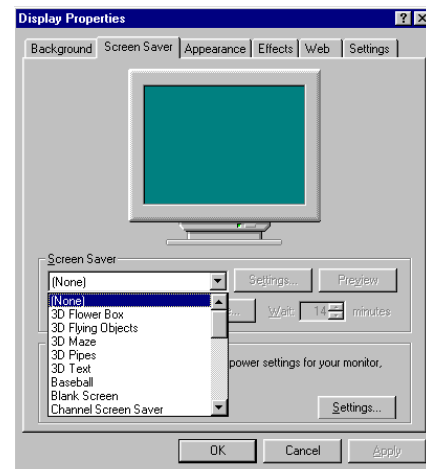 Display Properties
Background Screen Saver Appearance Effects Web Settings
Screen Saver
(None) Settings... Preview
(None)
3D Flower Box
3D Flying Objects
3D Maze
3D Pipes
3D Text
Baseball
Blank Screen
Channel Screen Saver
Wait: 14 minutes
power settings for your monitor,
Settings...
OK Cancel Apply